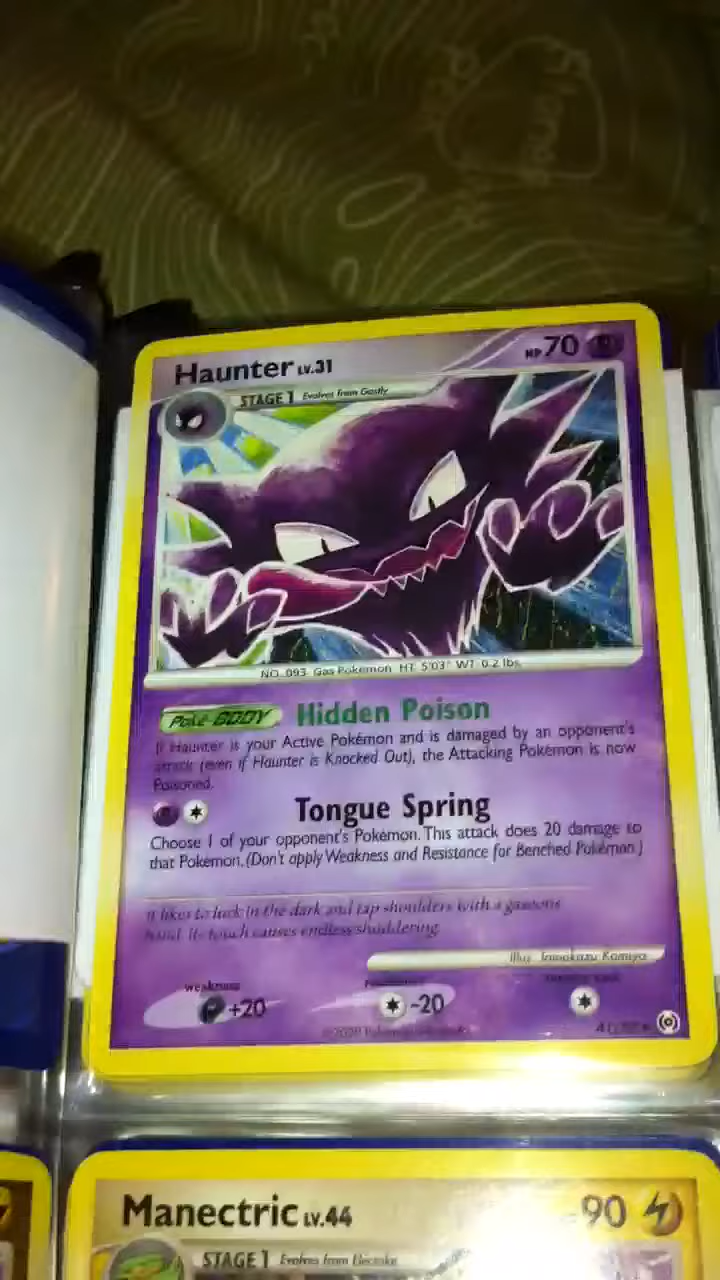 Haunter LV.31 HP 70
STAGE 1 Evolves from Gastly
NO. 093 Gas Pokémon HT: 5'03" WT: 0.2 lbs.
Poké-BODY Hidden Poison
If Haunter is your Active Pokémon and is damaged by an opponent's
attack (even if Haunter is Knocked Out), the Attacking Pokémon is now
Poisoned.
Tongue Spring
Choose 1 of your opponent's Pokémon. This attack does 20 damage to
that Pokémon. (Don't apply Weakness and Resistance for Benched Pokémon.)
It likes to lurk in the dark and tap shoulders with a gaseous
hand. Its touch causes endless shuddering.
Illus. Tomokazu Komiya
weakness
+20 -20
Manectric LV.44 90
STAGE 1 Evolves from Electrike